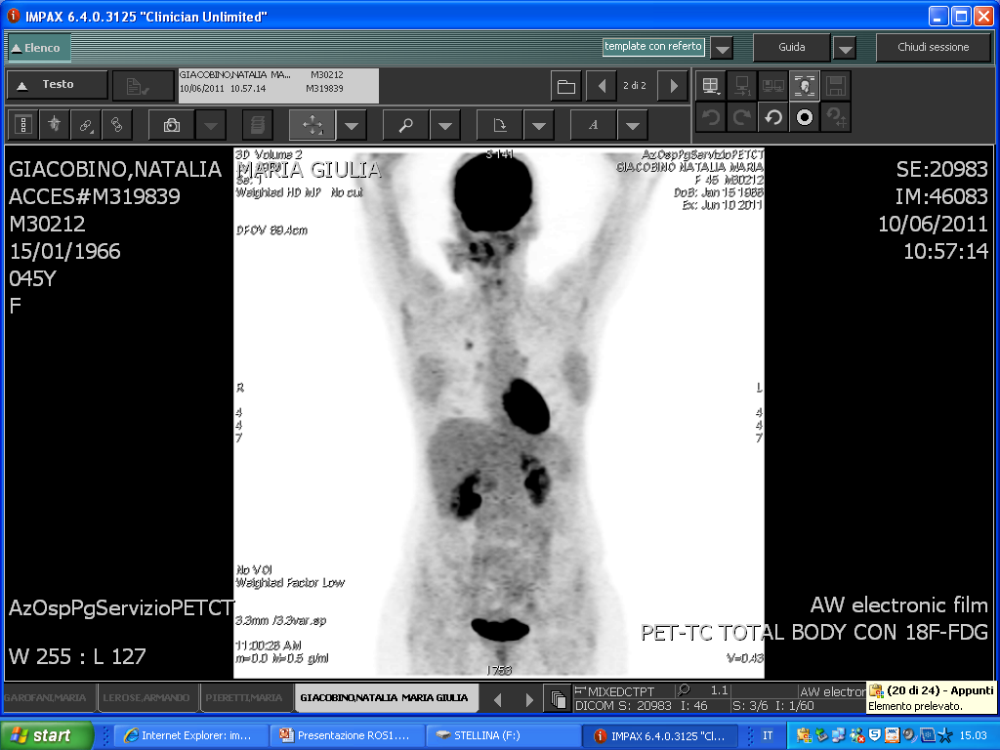 IMPAX 6.4.0.3125 "Clinician Unlimited"
Elenco
template con referto
Guida
Chiudi sessione
Testo
GIACOBINO,NATALIA MA... M30212
10/06/2011 10.57.14 M319839
2 di 2
A
GIACOBINO,NATALIA MARIA GIULIA
ACCES#M319839
M30212
15/01/1966
045Y
F
SE:20983
IM:46083
10/06/2011
10:57:14
3D Volume 2
Se: 1
Weighted HD MIP No cut
DFOV 89.4cm
S 141
AzOspPgServizioPETCT
GIACOBINO NATALIA MARIA
F 45 M30212
DoB: Jan 15 1966
Ex: Jun 10 2011
R
4
4
7
L
4
4
7
No VOI
Weighted Factor Low
3.3mm /3.3var.sp
11:00:28 AM
m=0.0 M=0.5 g/ml
I 753
V=0.43
AzOspPgServizioPETCT
W 255 : L 127
AW electronic film
PET-TC TOTAL BODY CON 18F-FDG
GAROFANI,MARIA
LEROSE,ARMANDO
PIERETTI,MARIA
GIACOBINO,NATALIA MARIA GIULIA
MIXEDCTPT 1.1 AW electror
DICOM S: 20983 I: 46 S: 3/6 I: 1/60
(20 di 24) - Appunti
Elemento prelevato.
start
Internet Explorer: im...
Presentazione ROS1....
STELLINA (F:)
IMPAX 6.4.0.3125 "Cl...
IT
15.03